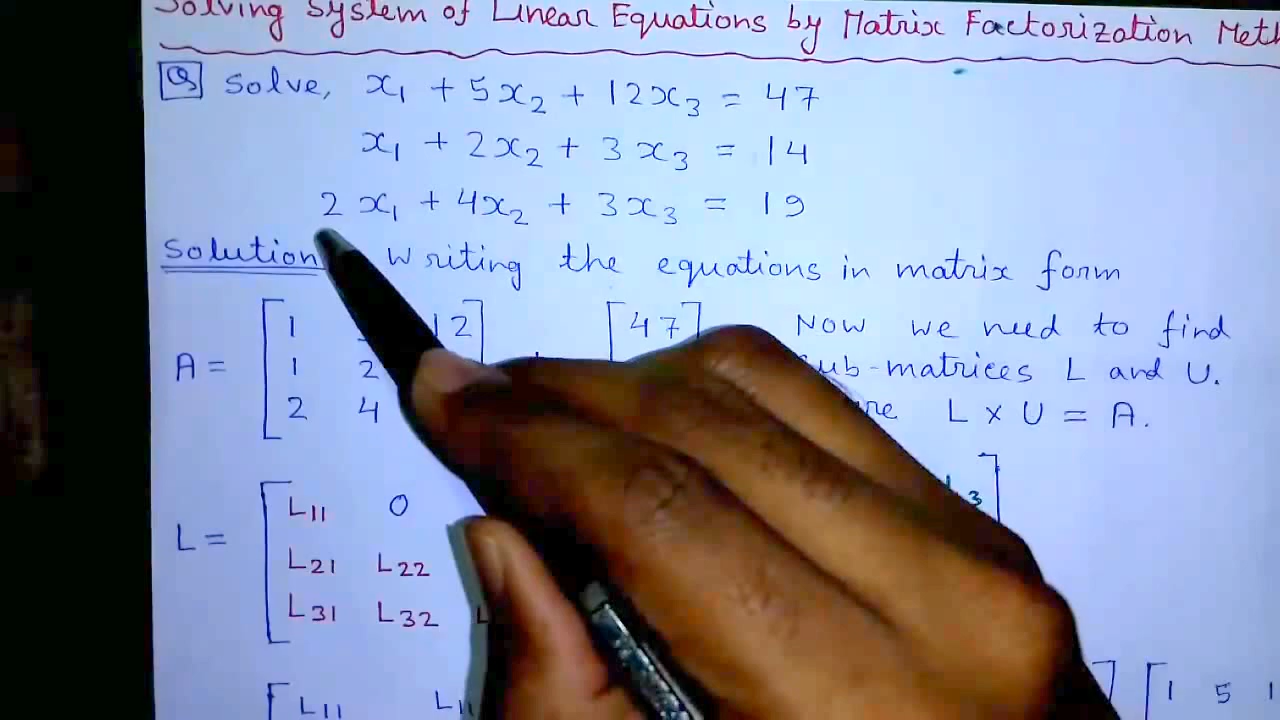 Solving System of Linear Equations by Matrix Factorization Meth
Q Solve, x₁ + 5x₂ + 12x₃ = 47
x₁ + 2x₂ + 3x₃ = 14
2x₁ + 4x₂ + 3x₃ = 19
Solution writing the equations in matrix form
A = [ 1 12 ] [ 47 ] Now we need to find
1 2 sub-matrices L and U.
2 4 L × U = A.
L = [ L₁₁ 0
L₂₁ L₂₂
L₃₁ L₃₂
[ L₁₁ ] [ 1 5